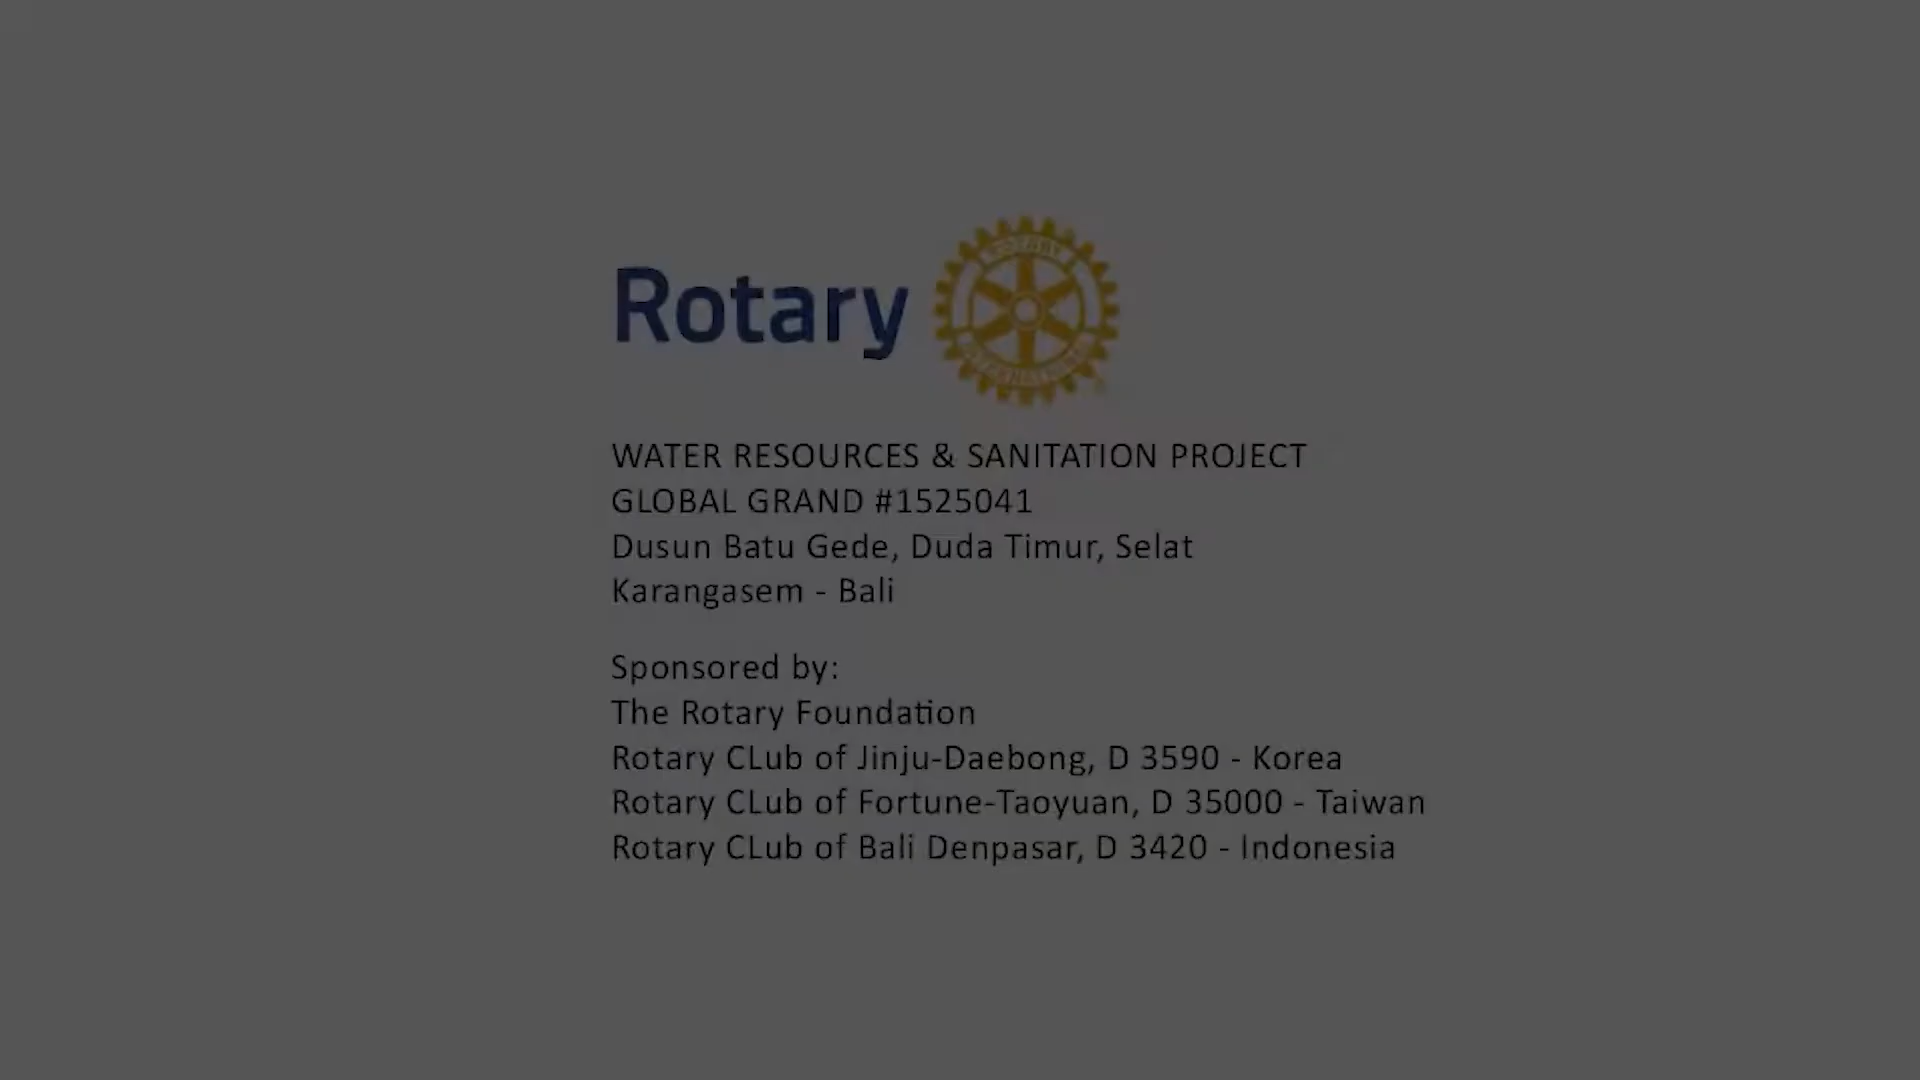 Rotary
ROTARY
INTERNATIONAL
WATER RESOURCES & SANITATION PROJECT
GLOBAL GRAND #1525041
Dusun Batu Gede, Duda Timur, Selat
Karangasem - Bali
Sponsored by:
The Rotary Foundation
Rotary CLub of Jinju-Daebong, D 3590 - Korea
Rotary CLub of Fortune-Taoyuan, D 35000 - Taiwan
Rotary CLub of Bali Denpasar, D 3420 - Indonesia